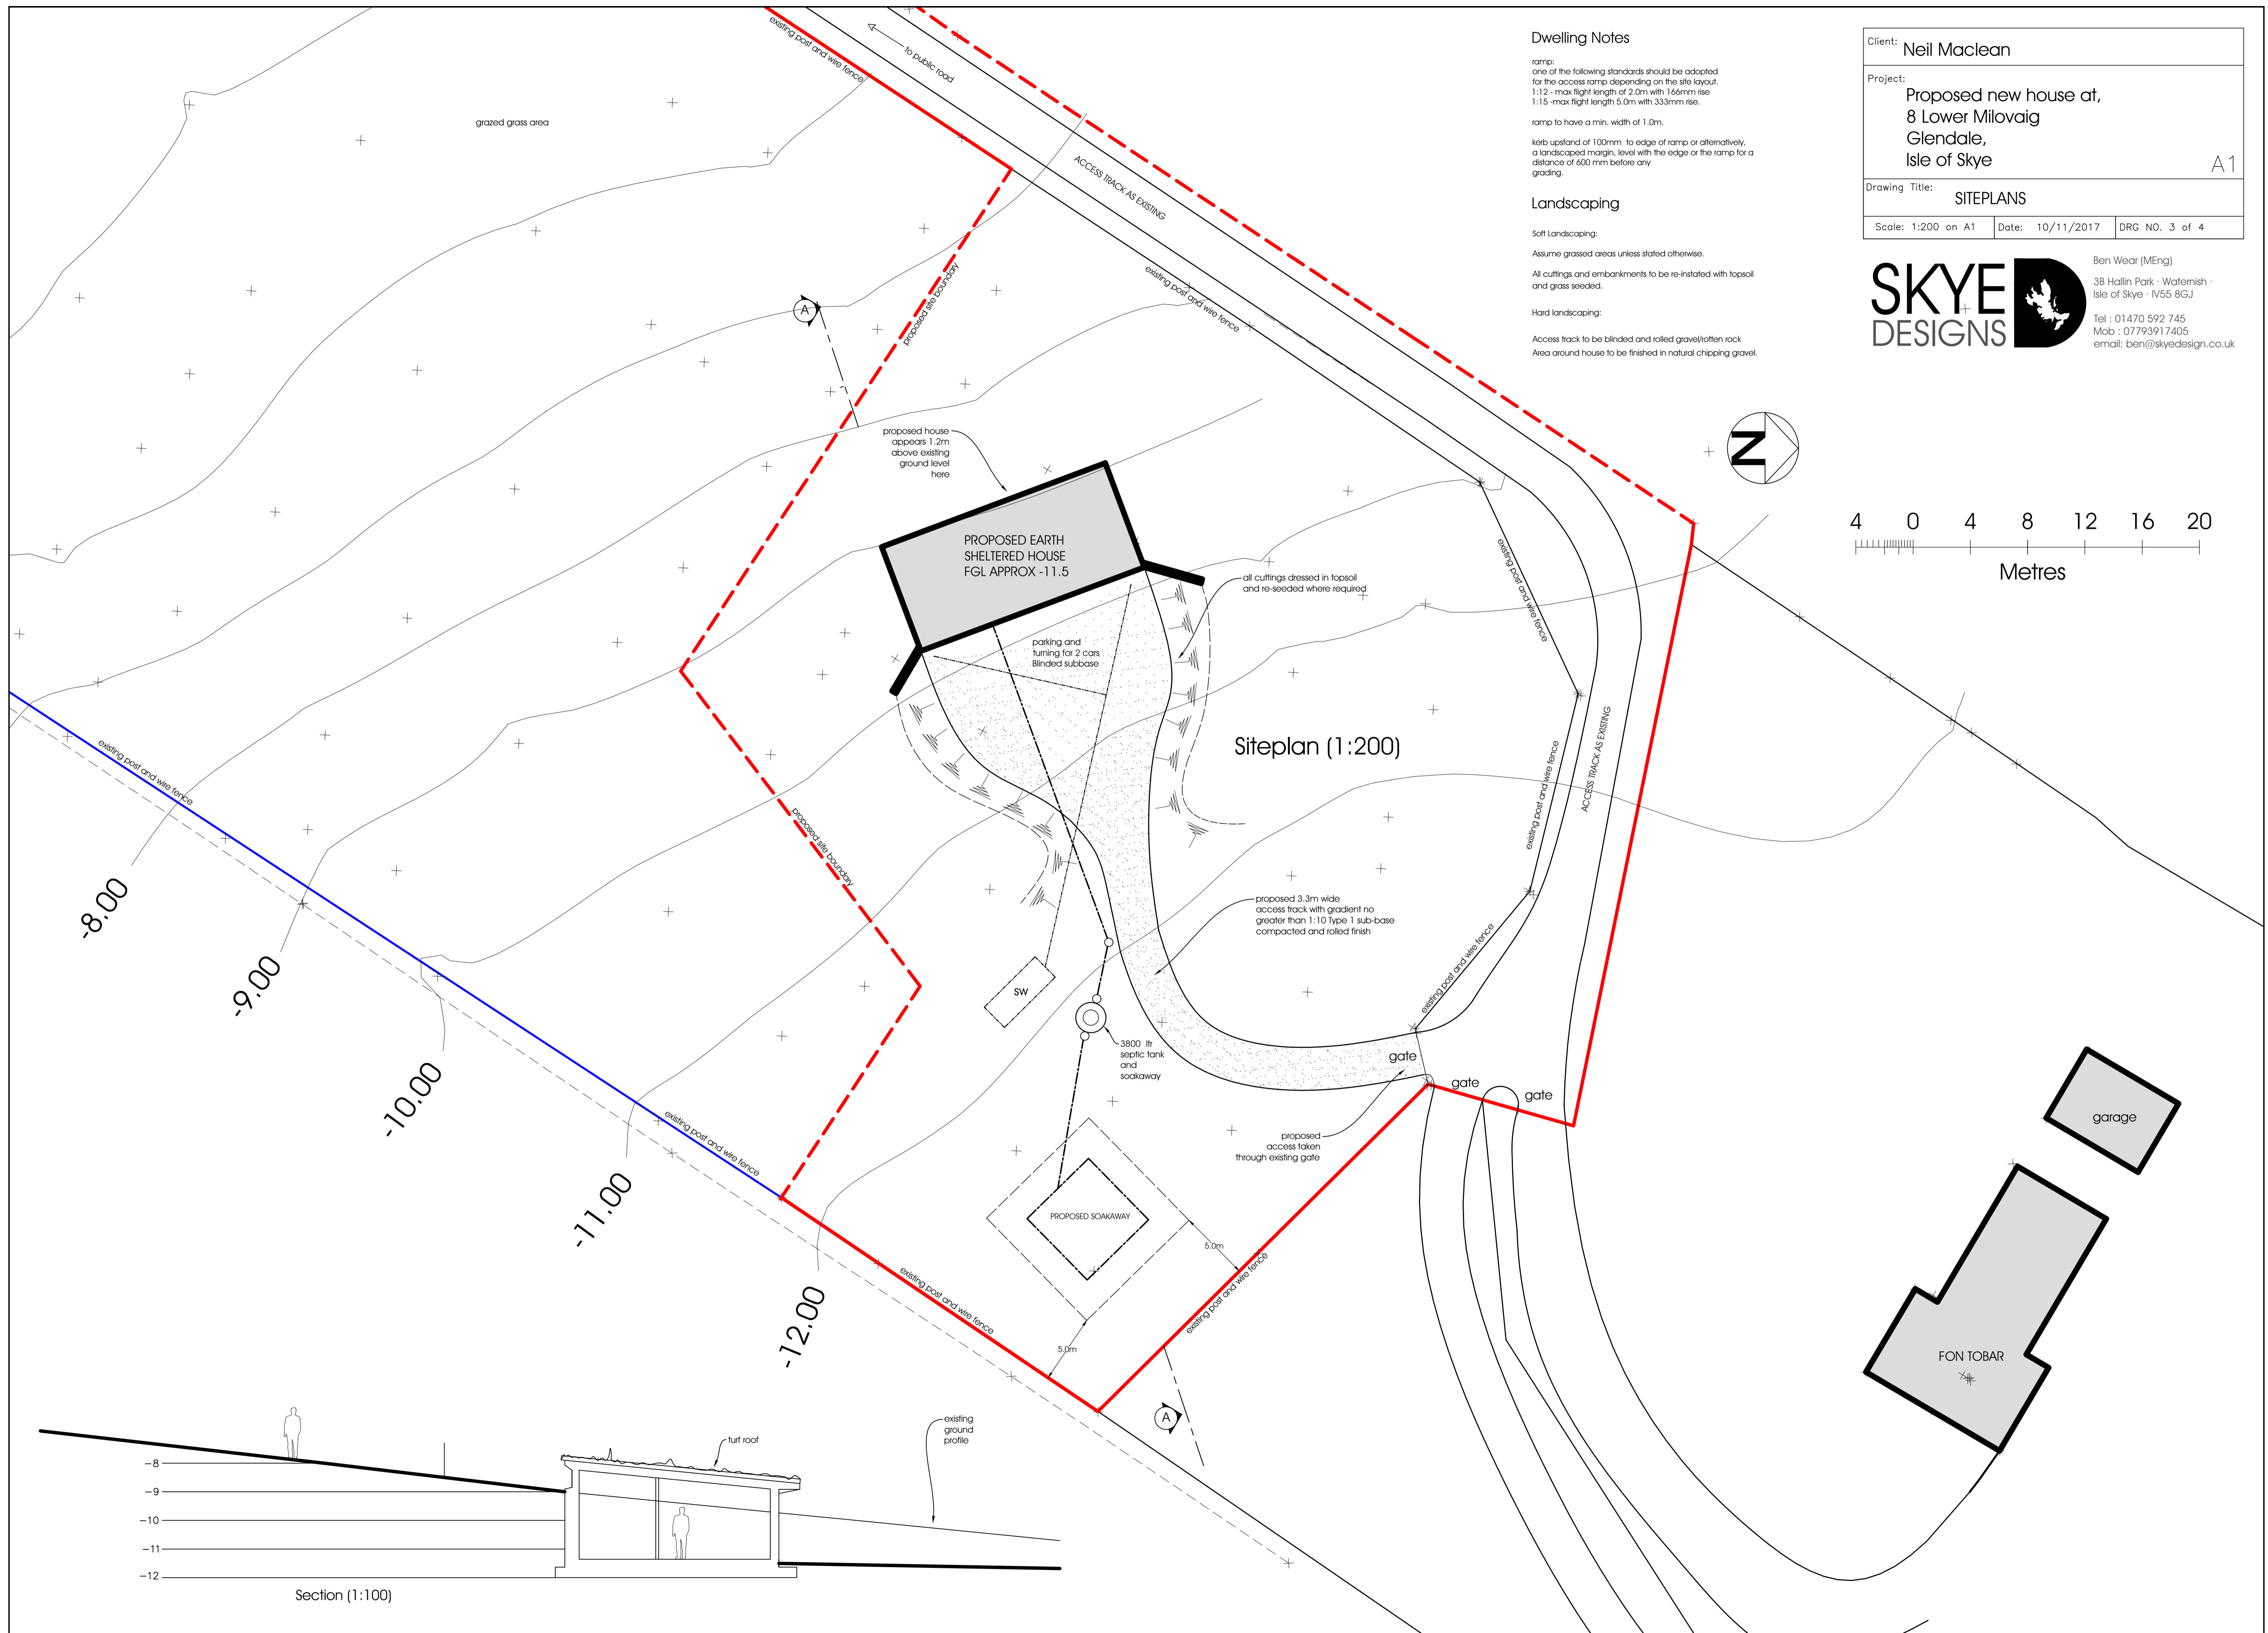 existing post and wire fence
to public road
grazed grass area
ACCESS TRACK AS EXISTING
proposed site boundary
existing post and wire fence
A
proposed house
appears 1.2m
above existing
ground level
here
PROPOSED EARTH
SHELTERED HOUSE
FGL APPROX -11.5
all cuttings dressed in topsoil
and re-seeded where required
parking and
turning for 2 cars
Blinded subbase
existing post and wire fence
Siteplan (1:200)
existing post and wire fence
ACCESS TRACK AS EXISTING
existing post and wire fence
proposed site boundary
proposed 3.3m wide
access track with gradient no
greater than 1:10 Type 1 sub-base
compacted and rolled finish
existing post and wire fence
SW
3800 ltr
septic tank
and
soakaway
gate
gate
gate
proposed
access taken
through existing gate
PROPOSED SOAKAWAY
5.0m
5.0m
existing post and wire fence
existing post and wire fence
existing post and wire fence
A
-8.00
-9.00
-10.00
-11.00
-12.00
garage
FON TOBAR
Dwelling Notes
ramp:
one of the following standards should be adopted
for the access ramp depending on the site layout.
1:12 - max flight length of 2.0m with 166mm rise
1:15 -max flight length 5.0m with 333mm rise.
ramp to have a min. width of 1.0m.
kerb upstand of 100mm to edge of ramp or alternatively,
a landscaped margin, level with the edge or the ramp for a
distance of 600 mm before any
grading.
Landscaping
Soft Landscaping:
Assume grassed areas unless stated otherwise.
All cuttings and embankments to be re-instated with topsoil
and grass seeded.
Hard landscaping:
Access track to be blinded and rolled gravel/rotten rock
Area around house to be finished in natural chipping gravel.
Client: Neil Maclean
Project:
Proposed new house at,
8 Lower Milovaig
Glendale,
Isle of Skye
A1
Drawing Title:
SITEPLANS
Scale: 1:200 on A1
Date: 10/11/2017
DRG NO. 3 of 4
SKYE
DESIGNS
Ben Wear (MEng)
3B Hallin Park · Waternish ·
Isle of Skye · IV55 8GJ
Tel : 01470 592 745
Mob : 07793917405
email: ben@skyedesign.co.uk
N
4 0 4 8 12 16 20
Metres
existing
ground
profile
turf roof
-8
-9
-10
-11
-12
Section (1:100)